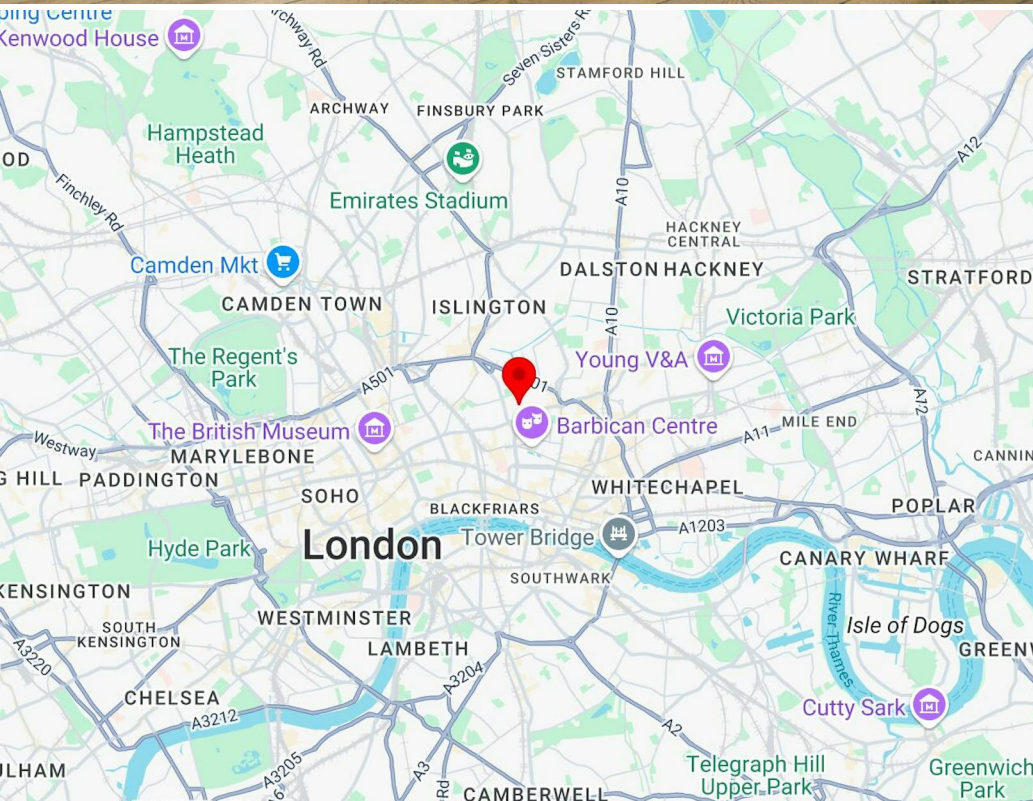 Kenwood House
Archway Rd
Seven Sisters
STAMFORD HILL
ARCHWAY
FINSBURY PARK
Hampstead
Heath
A12
Emirates Stadium
Finchley Rd
A10
HACKNEY
CENTRAL
Camden Mkt
DALSTON
HACKNEY
STRATFORD
CAMDEN TOWN
ISLINGTON
A10
Victoria Park
The Regent's
Park
Young V&A
A501
A12
The British Museum
Barbican Centre
A11
MILE END
Westway
MARYLEBONE
PADDINGTON
HILL
SOHO
WHITECHAPEL
BLACKFRIARS
POPLAR
London
Tower Bridge
A1203
Hyde Park
CANARY WHARF
SOUTHWARK
KENSINGTON
WESTMINSTER
River Thames
Isle of Dogs
SOUTH
KENSINGTON
LAMBETH
A3220
A3204
CHELSEA
A3212
Cutty Sark
A2
A3205
A3
Rd
Telegraph Hill
Upper Park
Greenwich
Park
CAMBERWELL